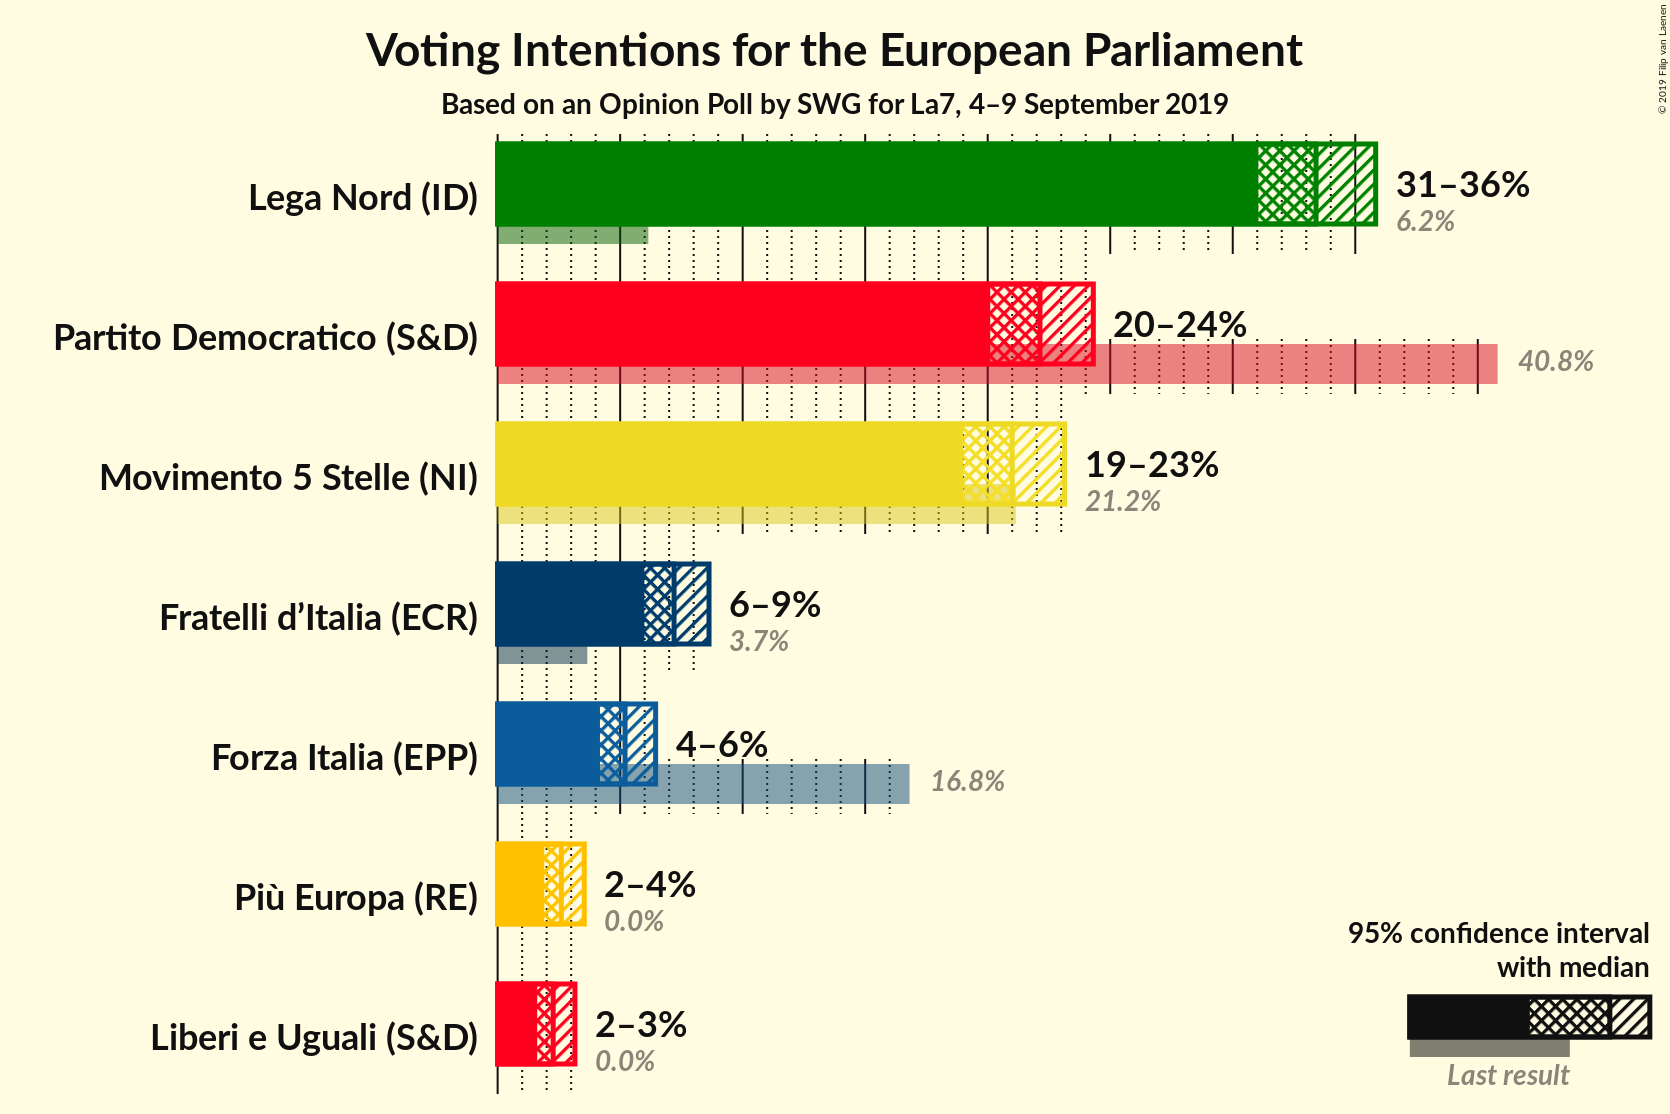 Voting Intentions for the European Parliament
Based on an Opinion Poll by SWG for La7, 4–9 September 2019
© 2019 Filip van Laenen
Lega Nord (ID)
31–36%
6.2%
Partito Democratico (S&D)
20–24%
40.8%
Movimento 5 Stelle (NI)
19–23%
21.2%
Fratelli d’Italia (ECR)
6–9%
3.7%
Forza Italia (EPP)
4–6%
16.8%
Più Europa (RE)
2–4%
0.0%
Liberi e Uguali (S&D)
2–3%
0.0%
95% confidence interval
with median
Last result